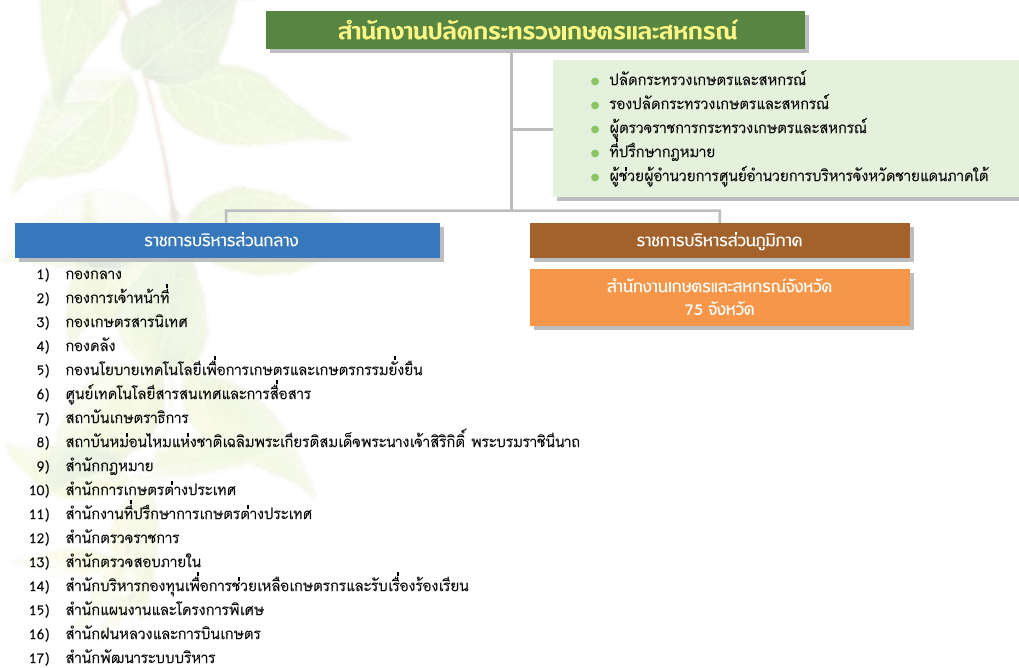 สำนักงานปลัดกระทรวงเกษตรและสหกรณ์
● ปลัดกระทรวงเกษตรและสหกรณ์
● รองปลัดกระทรวงเกษตรและสหกรณ์
● ผู้ตรวจราชการกระทรวงเกษตรและสหกรณ์
● ที่ปรึกษากฎหมาย
● ผู้ช่วยผู้อำนวยการศูนย์อำนวยการบริหารจังหวัดชายแดนภาคใต้
ราชการบริหารส่วนกลาง
1) กองกลาง
2) กองการเจ้าหน้าที่
3) กองเกษตรสารนิเทศ
4) กองคลัง
5) กองนโยบายเทคโนโลยีเพื่อการเกษตรและเกษตรกรรมยั่งยืน
6) ศูนย์เทคโนโลยีสารสนเทศและการสื่อสาร
7) สถาบันเกษตราธิการ
8) สถาบันหม่อนไหมแห่งชาติเฉลิมพระเกียรติสมเด็จพระนางเจ้าสิริกิติ์ พระบรมราชินีนาถ
9) สำนักกฎหมาย
10) สำนักการเกษตรต่างประเทศ
11) สำนักงานที่ปรึกษาการเกษตรต่างประเทศ
12) สำนักตรวจราชการ
13) สำนักตรวจสอบภายใน
14) สำนักบริหารกองทุนเพื่อการช่วยเหลือเกษตรกรและรับเรื่องร้องเรียน
15) สำนักแผนงานและโครงการพิเศษ
16) สำนักฝนหลวงและการบินเกษตร
17) สำนักพัฒนาระบบบริหาร
ราชการบริหารส่วนภูมิภาค
สำนักงานเกษตรและสหกรณ์จังหวัด
75 จังหวัด